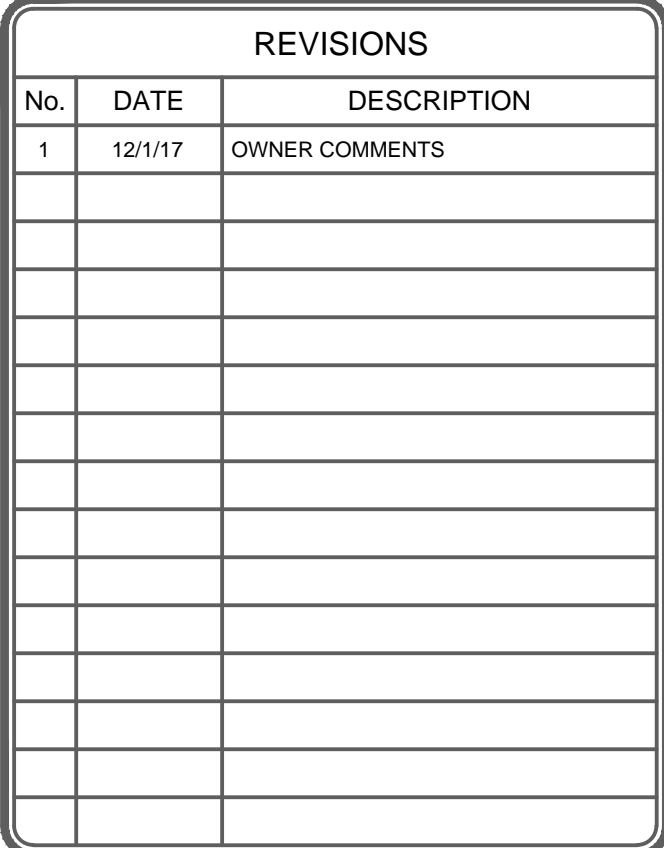 REVISIONS
No. DATE DESCRIPTION
1 12/1/17 OWNER COMMENTS